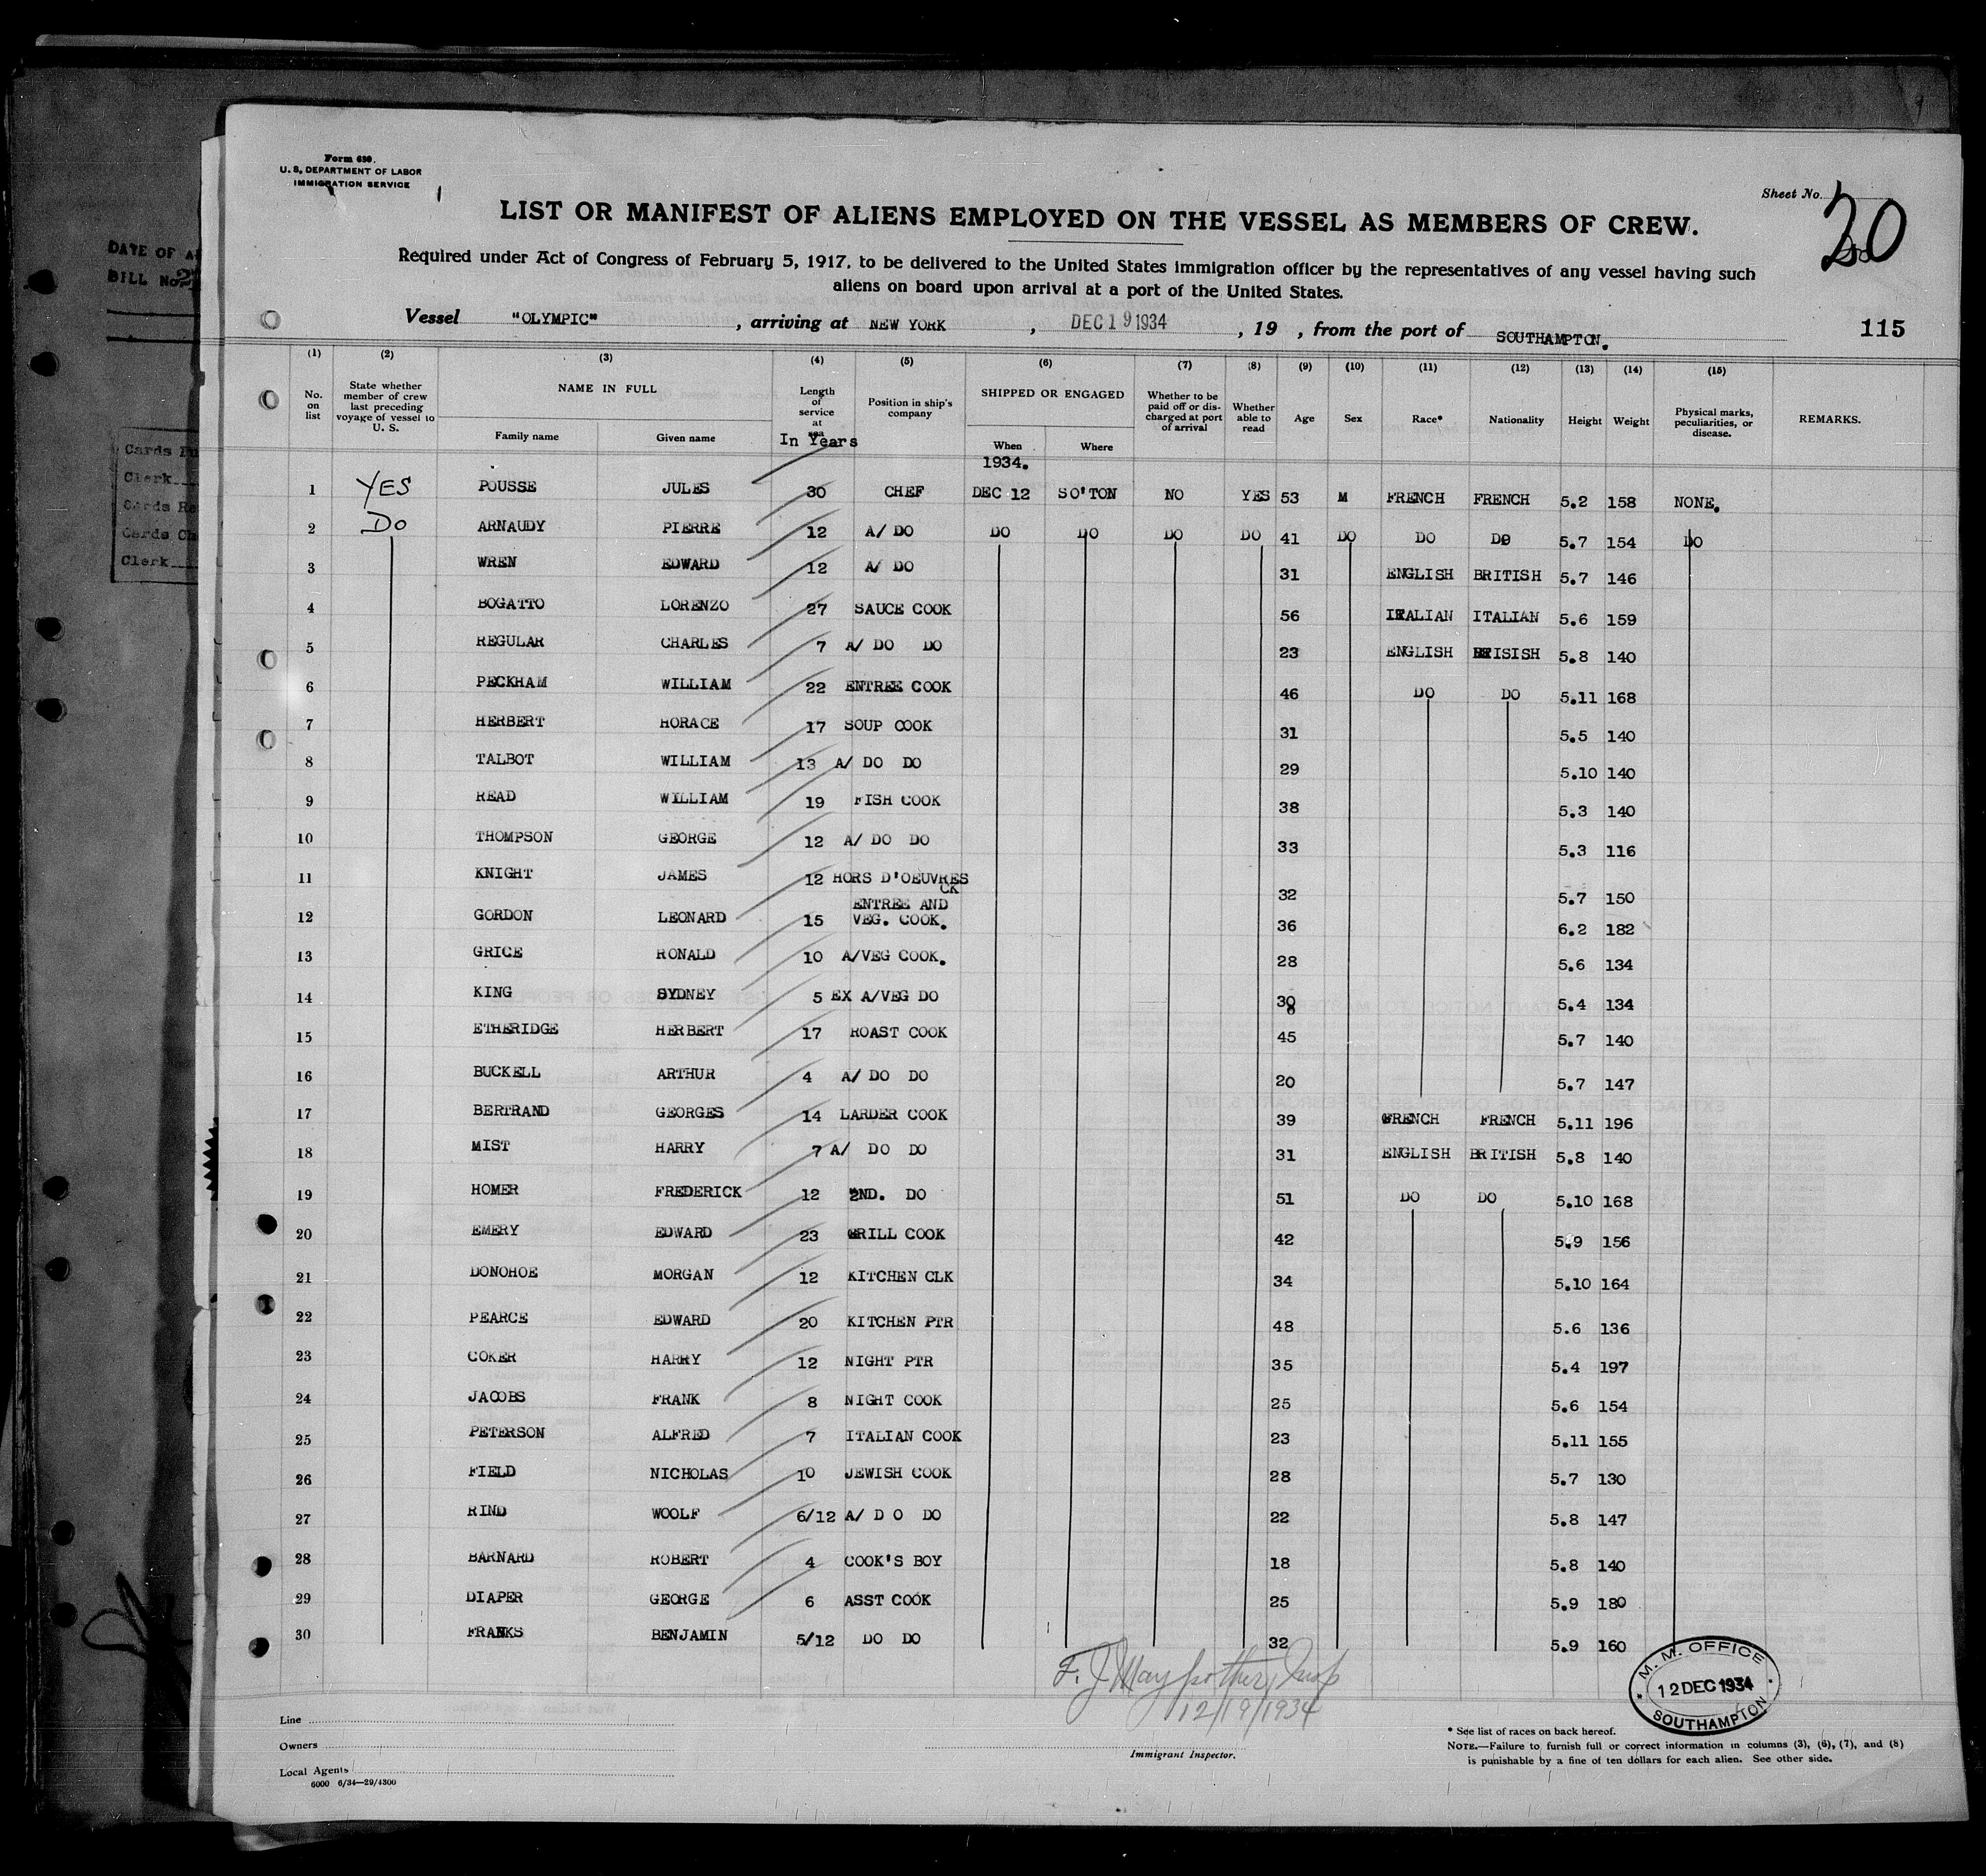 Form 630.
U. S. DEPARTMENT OF LABOR
IMMIGRATION SERVICE
Sheet No. 20
LIST OR MANIFEST OF ALIENS EMPLOYED ON THE VESSEL AS MEMBERS OF CREW.
Required under Act of Congress of February 5, 1917, to be delivered to the United States immigration officer by the representatives of any vessel having such
aliens on board upon arrival at a port of the United States.
Vessel "OLYMPIC", arriving at NEW YORK, DEC 19 1934, 19 , from the port of SOUTHAMPTON.
115
DATE OF A
BILL No.
Cards Pu
Clerk
Cards Re
Cards Ch
Clerk
(1) (2) (3) (4) (5) (6) (7) (8) (9) (10) (11) (12) (13) (14) (15)
No. on list State whether member of crew last preceding voyage of vessel to U. S. NAME IN FULL Family name Given name Length of service at sea In Years Position in ship's company SHIPPED OR ENGAGED When Where Whether to be paid off or discharged at port of arrival Whether able to read Age Sex Race* Nationality Height Weight Physical marks, peculiarities, or disease. REMARKS.
1934.
1 YES POUSSE JULES 30 CHEF DEC 12 SO'TON NO YES 53 M FRENCH FRENCH 5.2 158 NONE.
2 DO ARNAUDY PIERRE 12 A/ DO DO DO DO DO 41 DO DO DO 5.7 154 DO
3 WREN EDWARD 12 A/ DO 31 ENGLISH BRITISH 5.7 146
4 BOGATTO LORENZO 27 SAUCE COOK 56 ITALIAN ITALIAN 5.6 159
5 REGULAR CHARLES 7 A/ DO DO 23 ENGLISH BRISISH 5.8 140
6 PECKHAM WILLIAM 22 ENTREE COOK 46 DO DO 5.11 168
7 HERBERT HORACE 17 SOUP COOK 31 5.5 140
8 TALBOT WILLIAM 13 A/ DO DO 29 5.10 140
9 READ WILLIAM 19 FISH COOK 38 5.3 140
10 THOMPSON GEORGE 12 A/ DO DO 33 5.3 116
11 KNIGHT JAMES 12 HORS D'OEUVRES CK 32 5.7 150
12 GORDON LEONARD 15 ENTREE AND VEG. COOK. 36 6.2 182
13 GRICE RONALD 10 A/VEG COOK. 28 5.6 134
14 KING SYDNEY 5 EX A/VEG DO 30 5.4 134
15 ETHERIDGE HERBERT 17 ROAST COOK 45 5.7 140
16 BUCKELL ARTHUR 4 A/ DO DO 20 5.7 147
17 BERTRAND GEORGES 14 LARDER COOK 39 FRENCH FRENCH 5.11 196
18 MIST HARRY 7 A/ DO DO 31 ENGLISH BRITISH 5.8 140
19 HOMER FREDERICK 12 2ND. DO 51 DO DO 5.10 168
20 EMERY EDWARD 23 GRILL COOK 42 5.9 156
21 DONOHOE MORGAN 12 KITCHEN CLK 34 5.10 164
22 PEARCE EDWARD 20 KITCHEN PTR 48 5.6 136
23 COKER HARRY 12 NIGHT PTR 35 5.4 197
24 JACOBS FRANK 8 NIGHT COOK 25 5.6 154
25 PETERSON ALFRED 7 ITALIAN COOK 23 5.11 155
26 FIELD NICHOLAS 10 JEWISH COOK 28 5.7 130
27 RIND WOOLF 6/12 A/ D O DO 22 5.8 147
28 BARNARD ROBERT 4 COOK'S BOY 18 5.8 140
29 DIAPER GEORGE 6 ASST COOK 25 5.9 180
30 FRANKS BENJAMIN 5/12 DO DO 32 5.9 160
F. J. Insp
12/19/1934
M. M. OFFICE
12 DEC 1934
SOUTHAMPTON
Line
Owners
Local Agents
6000 6/34—29/4300
Immigrant Inspector.
* See list of races on back hereof.
NOTE.—Failure to furnish full or correct information in columns (3), (6), (7), and (8)
is punishable by a fine of ten dollars for each alien. See other side.